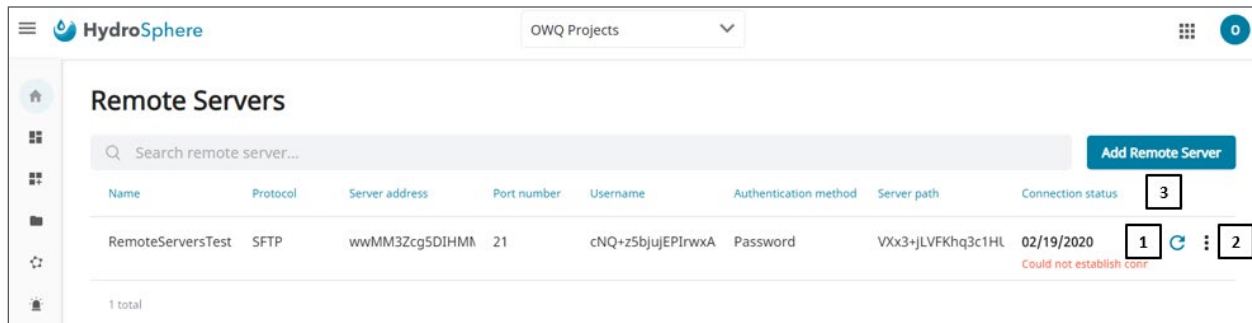 HydroSphere
OWQ Projects
O
Remote Servers
Search remote server...
Add Remote Server
Name Protocol Server address Port number Username Authentication method Server path Connection status 3
RemoteServersTest SFTP wwMM3Zcg5DIHMM 21 cNQ+z5bjujEPIrwxA Password VXx3+jLVFKhq3c1HU 02/19/2020 1 2
Could not establish conr
1 total